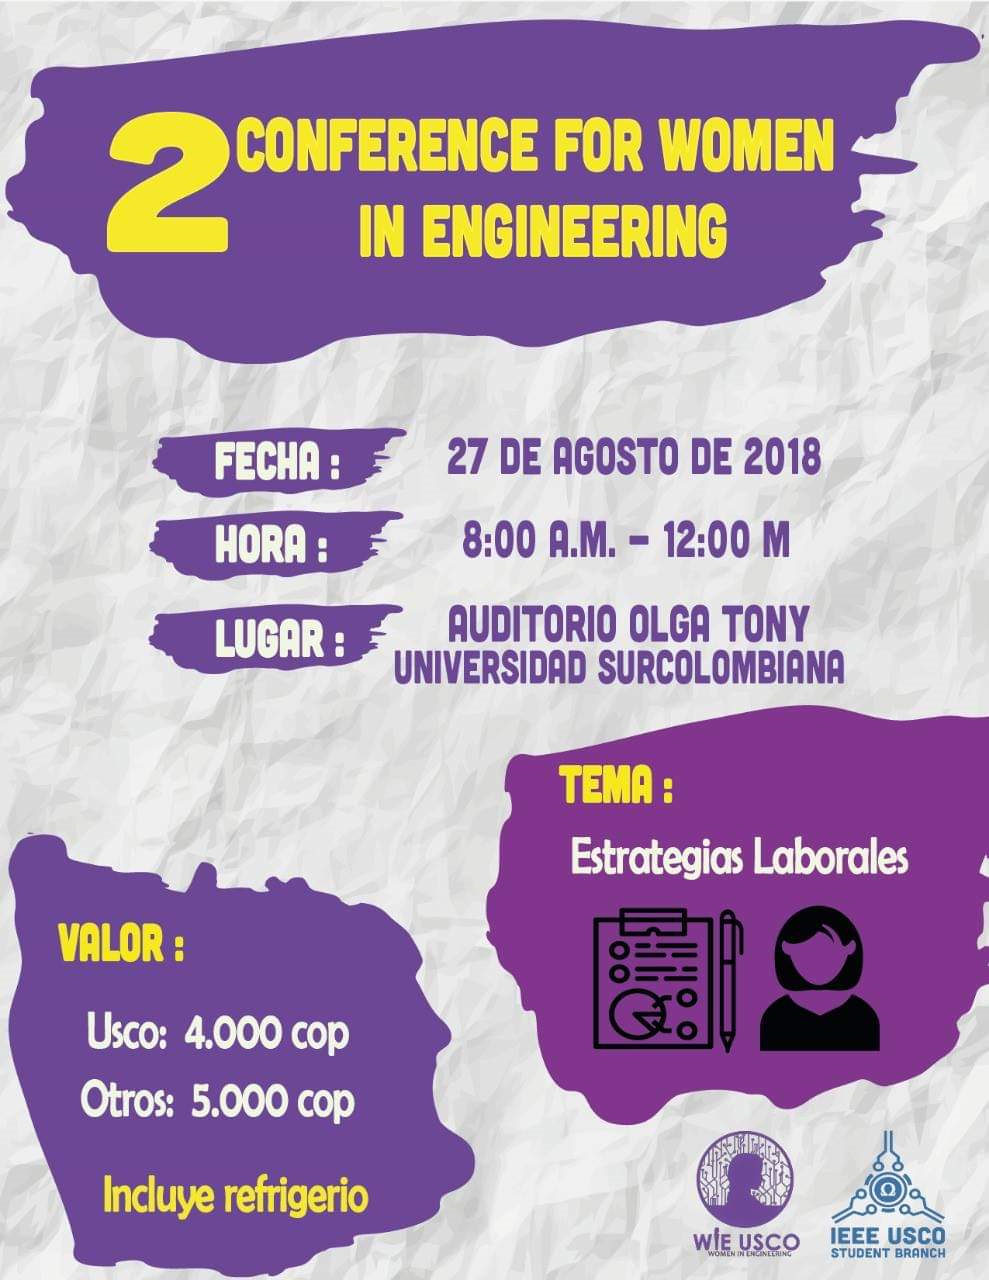 2 CONFERENCE FOR WOMEN
IN ENGINEERING
FECHA : 27 DE AGOSTO DE 2018
HORA : 8:00 A.M. – 12:00 M
LUGAR : AUDITORIO OLGA TONY
UNIVERSIDAD SURCOLOMBIANA
TEMA :
Estrategias Laborales
VALOR :
Usco: 4.000 cop
Otros: 5.000 cop
Incluye refrigerio
WIE USCO
WOMEN IN ENGINEERING
IEEE USCO
STUDENT BRANCH